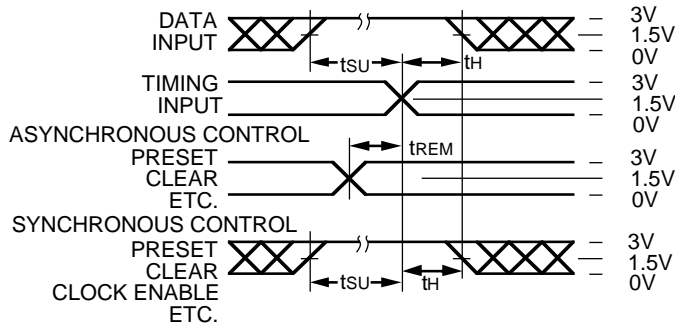 DATA
INPUT
3V
1.5V
0V
tSU
tH
TIMING
INPUT
3V
1.5V
0V
ASYNCHRONOUS CONTROL
tREM
PRESET
CLEAR
ETC.
3V
1.5V
0V
SYNCHRONOUS CONTROL
PRESET
CLEAR
CLOCK ENABLE
ETC.
3V
1.5V
0V
tSU
tH